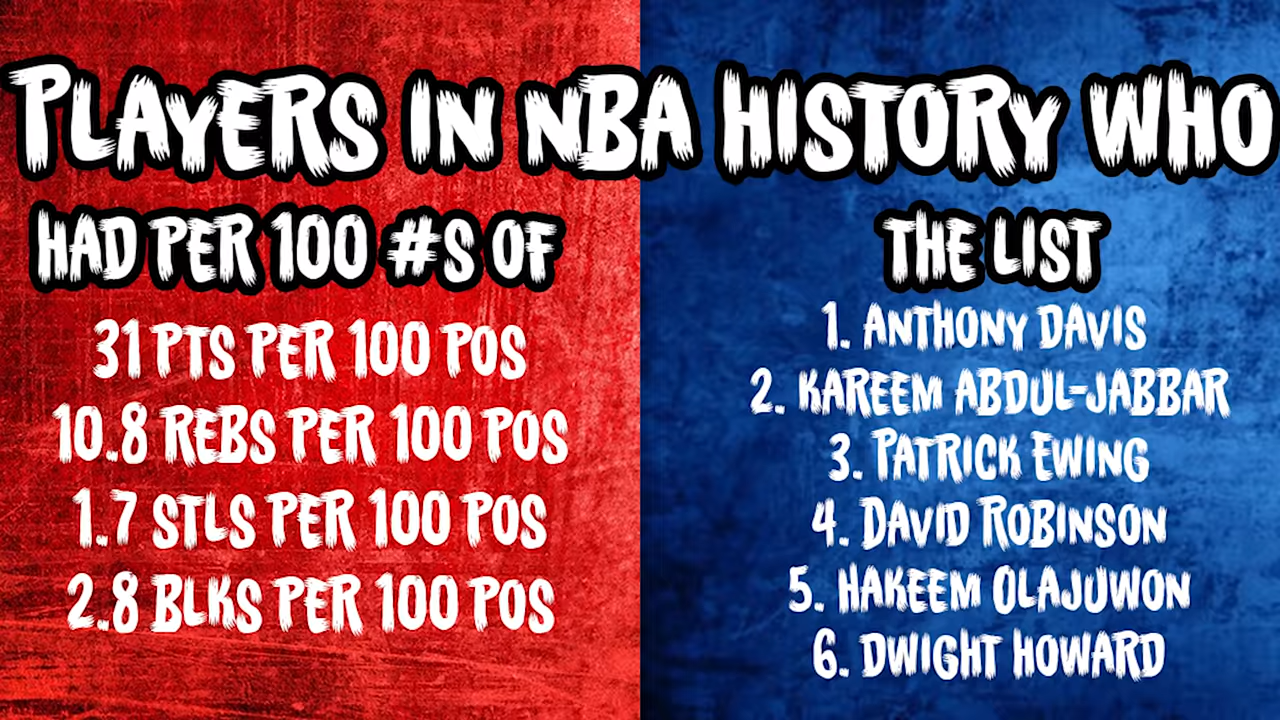 PLAYERS IN NBA HISTORY WHO
HAD PER 100 #S OF
31 PTS PER 100 POS
10.8 REBS PER 100 POS
1.7 STLS PER 100 POS
2.8 BLKS PER 100 POS
THE LIST
1. ANTHONY DAVIS
2. KAREEM ABDUL-JABBAR
3. PATRICK EWING
4. DAVID ROBINSON
5. HAKEEM OLAJUWON
6. DWIGHT HOWARD